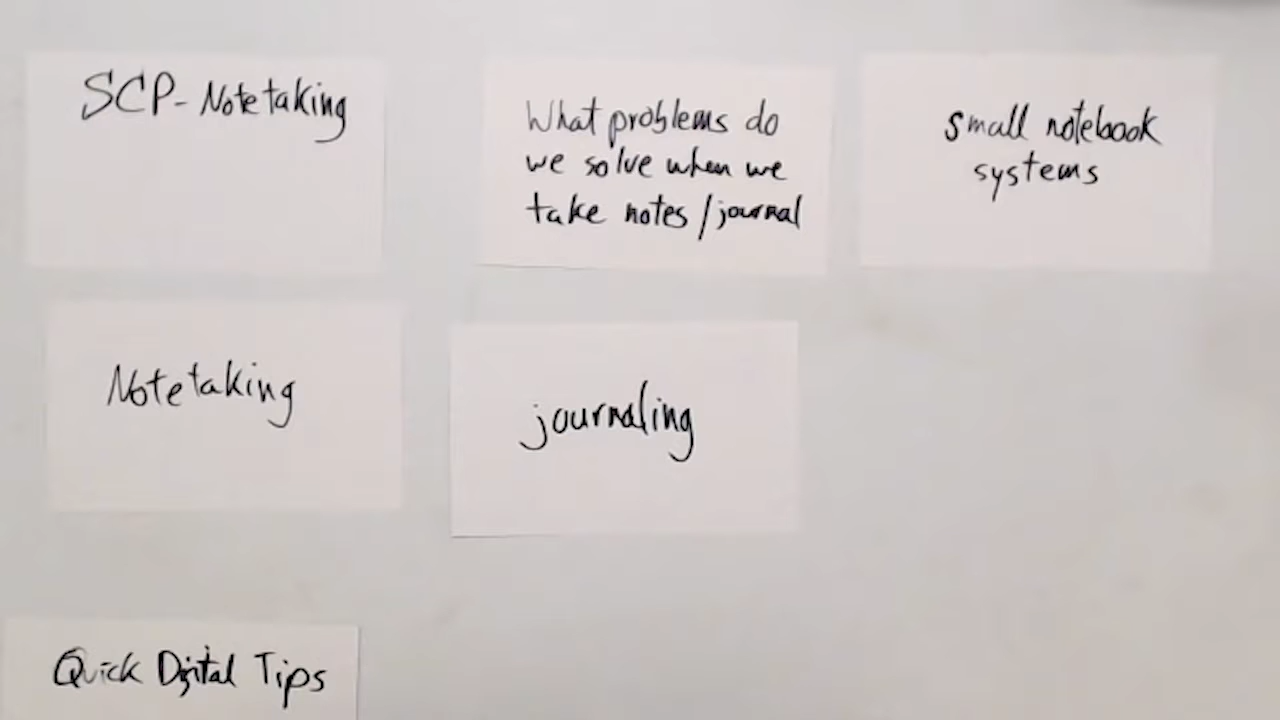 SCP- Notetaking
What problems do
we solve when we
take notes / journal
small notebook
systems
Notetaking
journaling
Quick Digital Tips